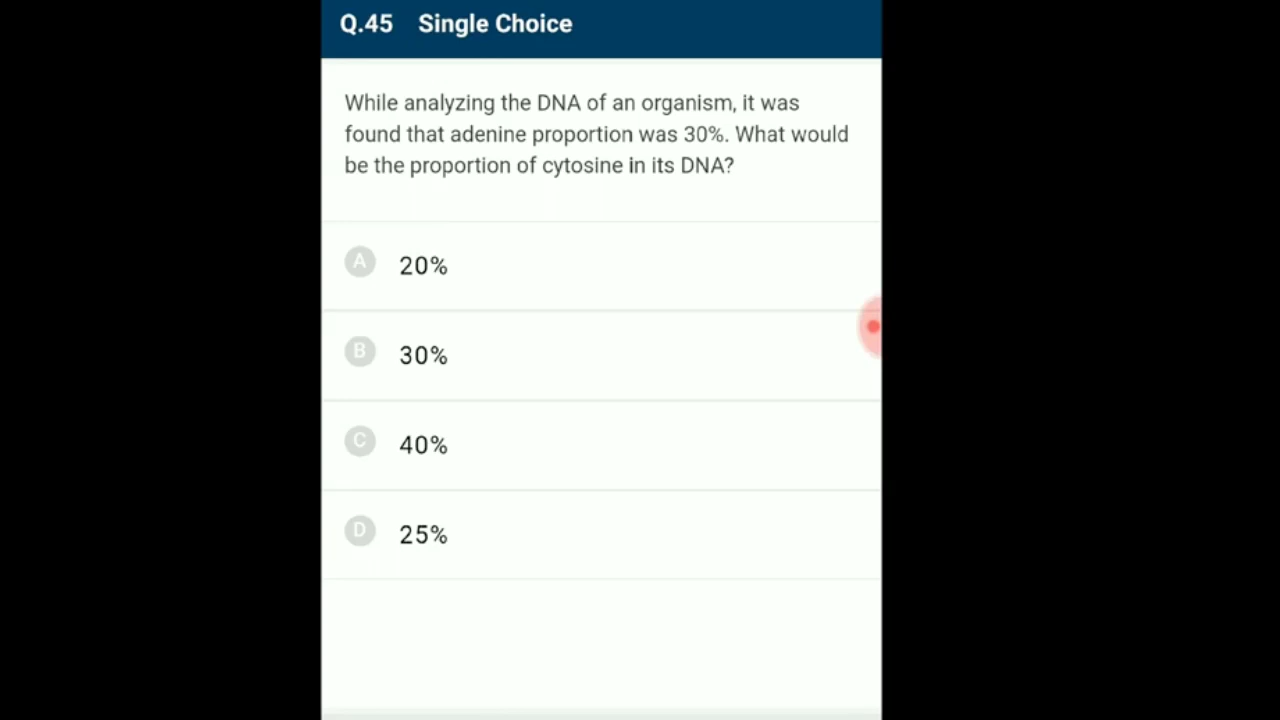 Q.45 Single Choice
While analyzing the DNA of an organism, it was
found that adenine proportion was 30%. What would
be the proportion of cytosine in its DNA?
A 20%
B 30%
C 40%
D 25%